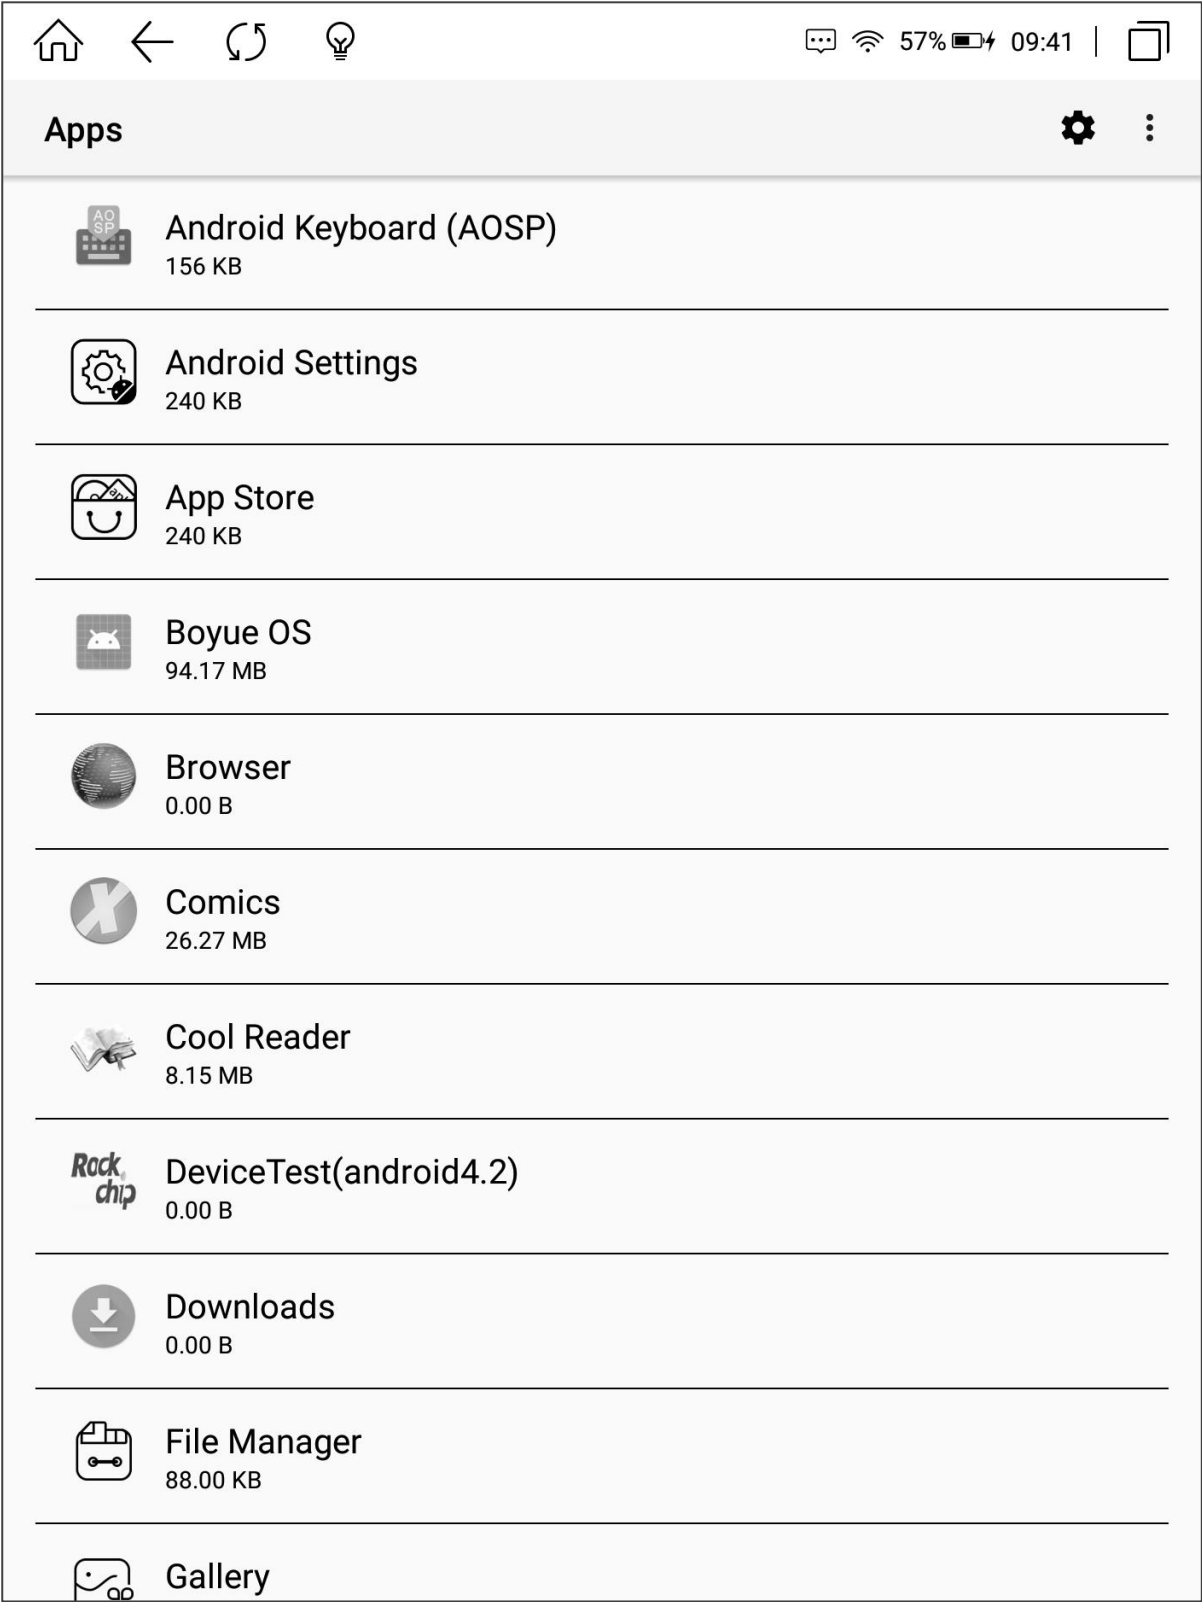 57% 09:41
Apps
AO
SP
Android Keyboard (AOSP)
156 KB
Android Settings
240 KB
App Store
240 KB
Boyue OS
94.17 MB
Browser
0.00 B
Comics
26.27 MB
Cool Reader
8.15 MB
Rock
chip
DeviceTest(android4.2)
0.00 B
Downloads
0.00 B
File Manager
88.00 KB
Gallery